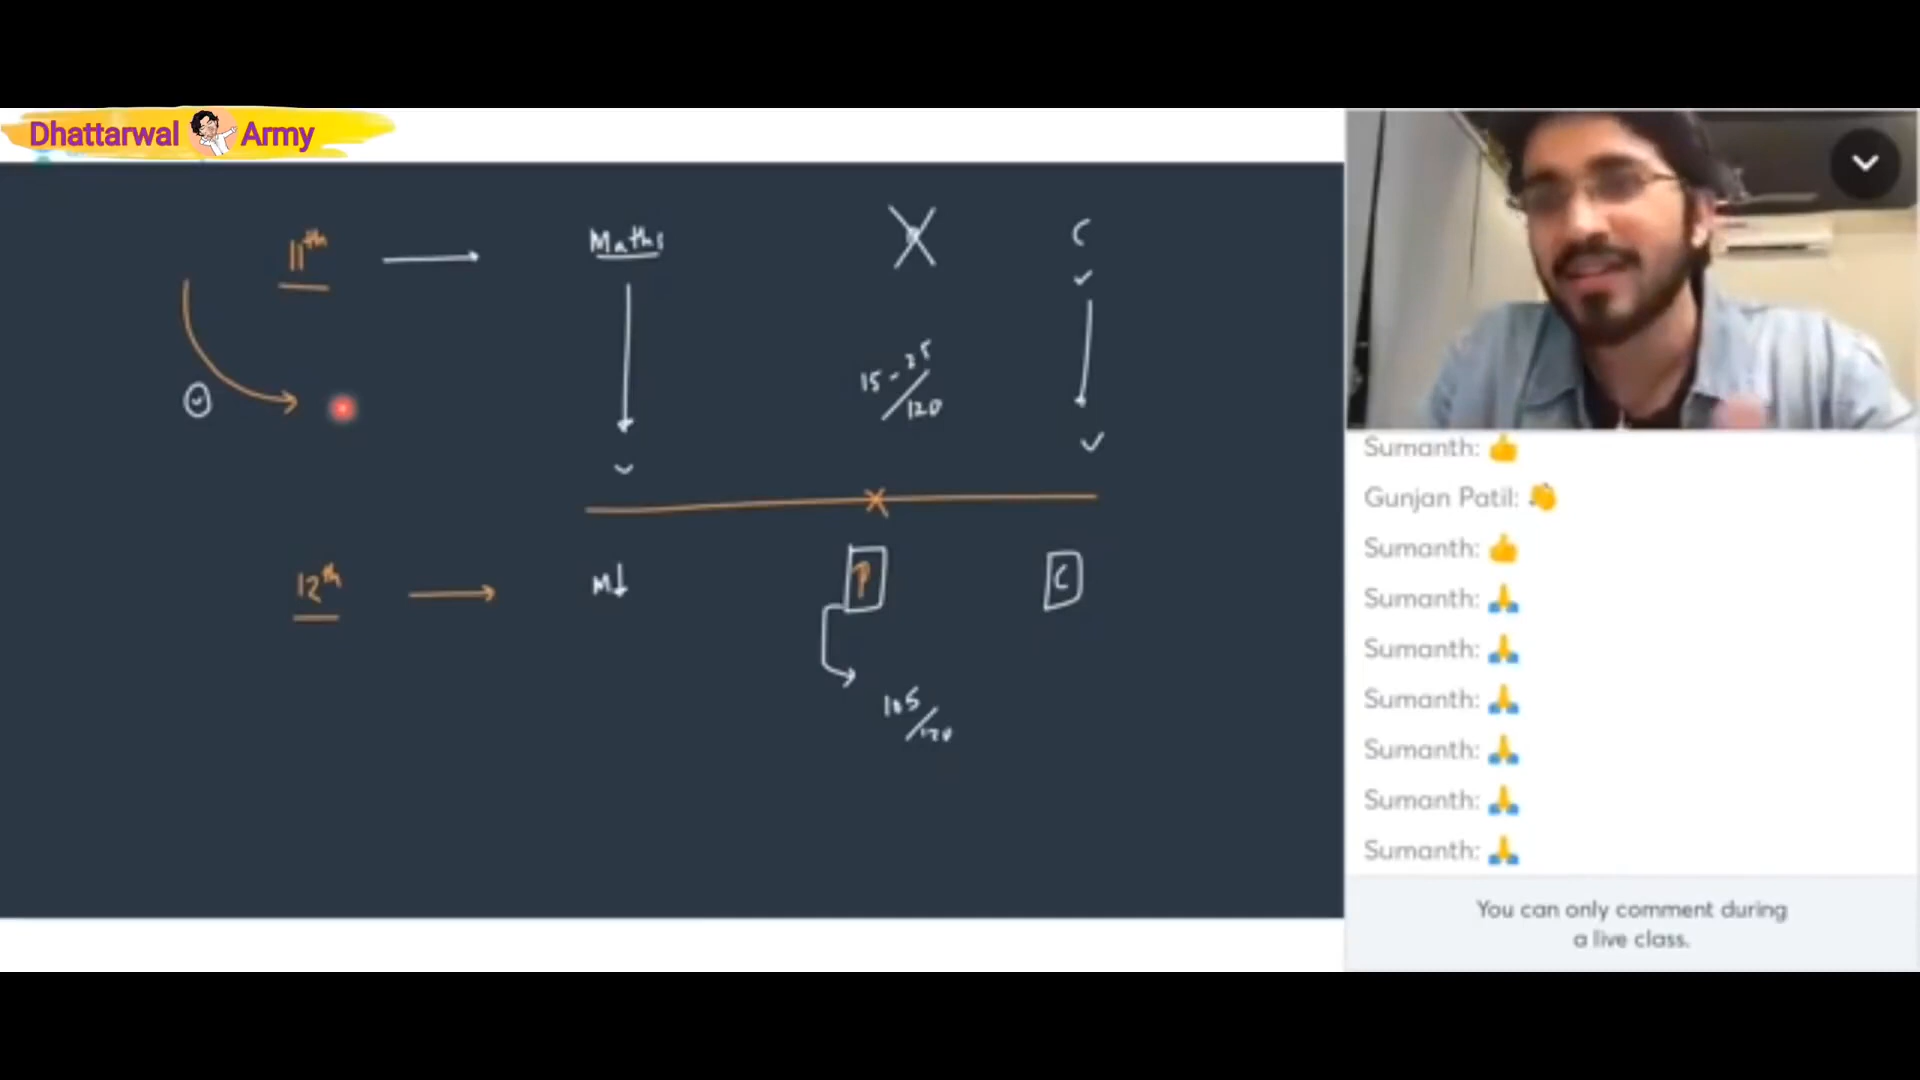 Dhattarwal Army
11th → Maths C
15-25/120
12th → M↓ P C
105/120
Sumanth: 👍
Gunjan Patil: 👏
Sumanth: 👍
Sumanth: 🙏
Sumanth: 🙏
Sumanth: 🙏
Sumanth: 🙏
Sumanth: 🙏
Sumanth: 🙏
You can only comment during
a live class.